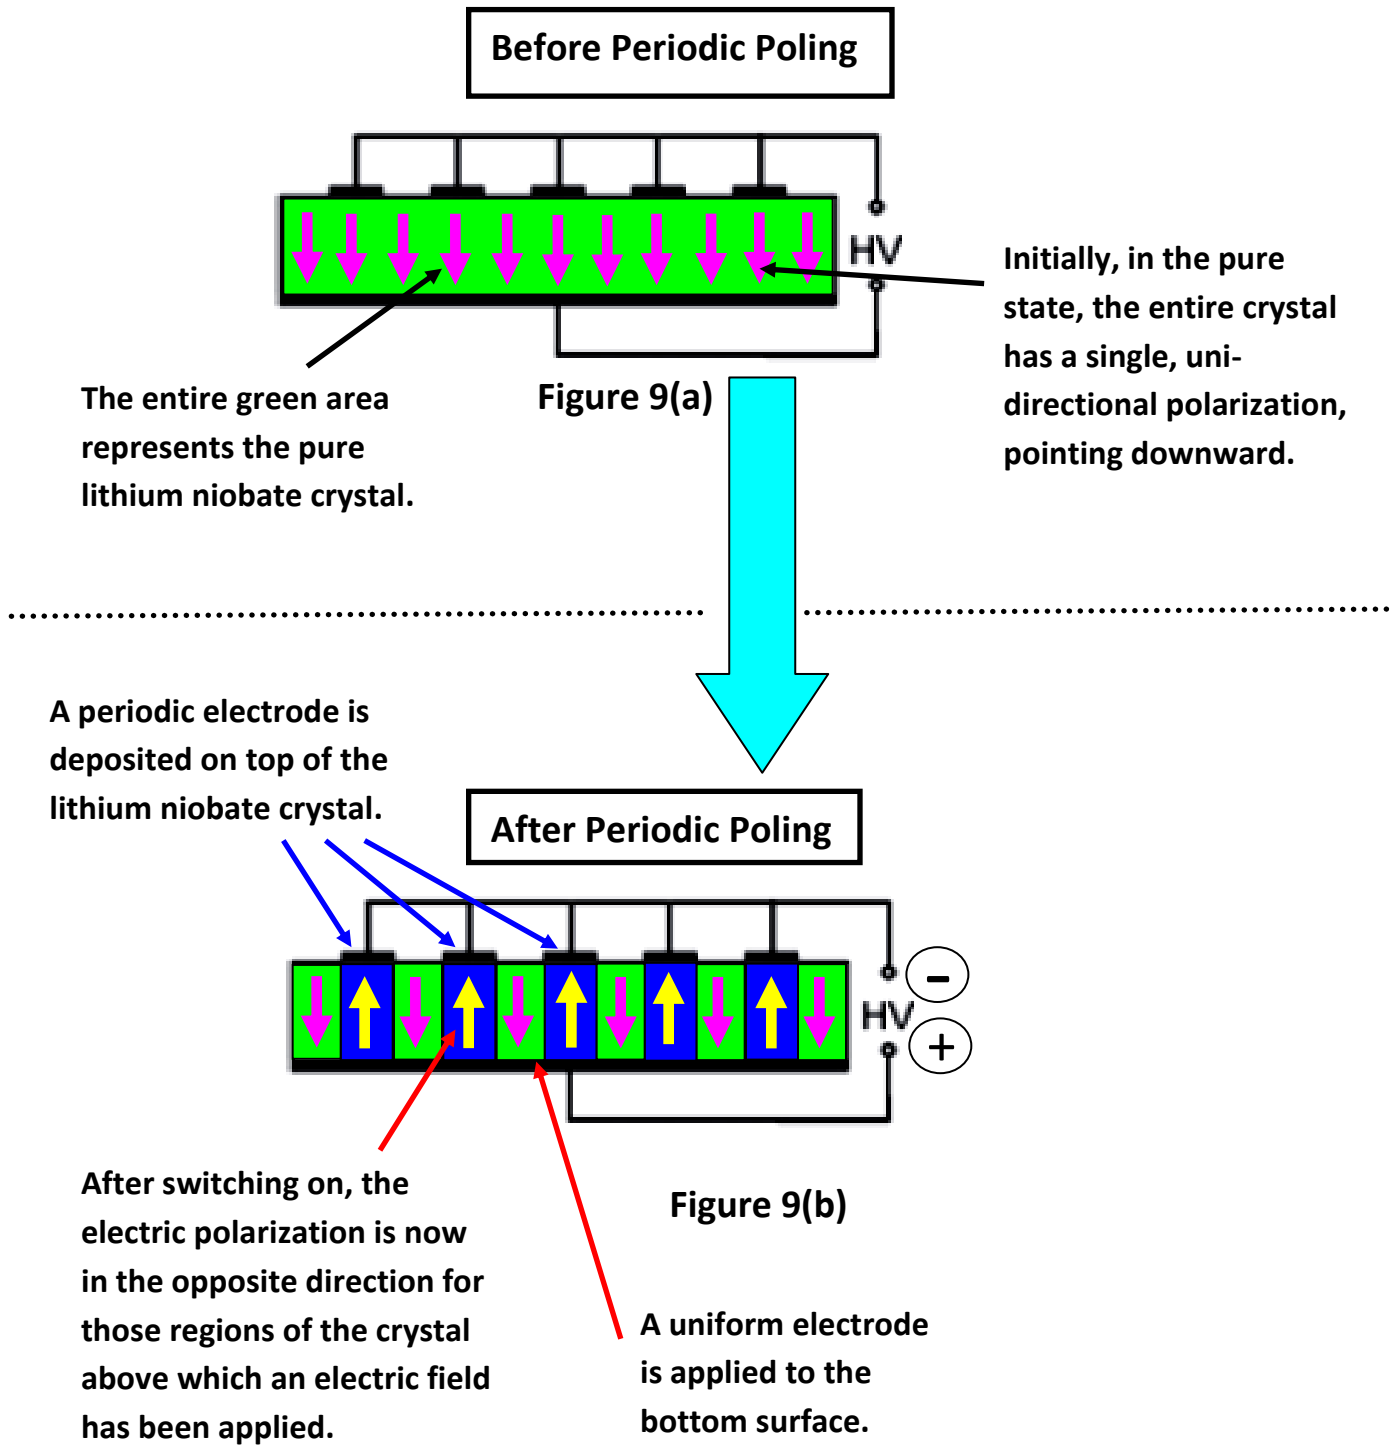 Before Periodic Poling
HV
Initially, in the pure
state, the entire crystal
has a single, uni-
directional polarization,
pointing downward.
The entire green area
represents the pure
lithium niobate crystal.
Figure 9(a)
A periodic electrode is
deposited on top of the
lithium niobate crystal.
After Periodic Poling
-
HV
+
After switching on, the
electric polarization is now
in the opposite direction for
those regions of the crystal
above which an electric field
has been applied.
Figure 9(b)
A uniform electrode
is applied to the
bottom surface.